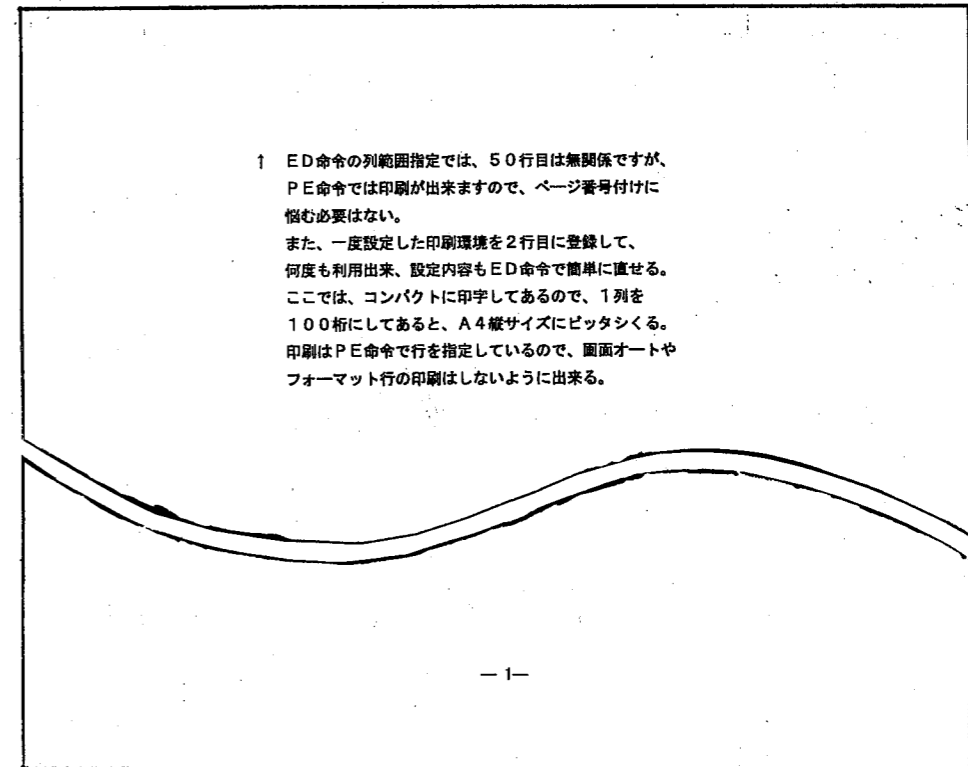 ↑ ED命令の列範囲指定では、50行目は無関係ですが、
PE命令では印刷が出来ますので、ページ番号付けに
悩む必要はない。
また、一度設定した印刷環境を2行目に登録して、
何度も利用出来、設定内容もED命令で簡単に直せる。
ここでは、コンパクトに印字してあるので、1列を
100桁にしてあると、A4縦サイズにピッタシくる。
印刷はPE命令で行を指定しているので、画面オートや
フォーマット行の印刷はしないように出来る。
― 1―